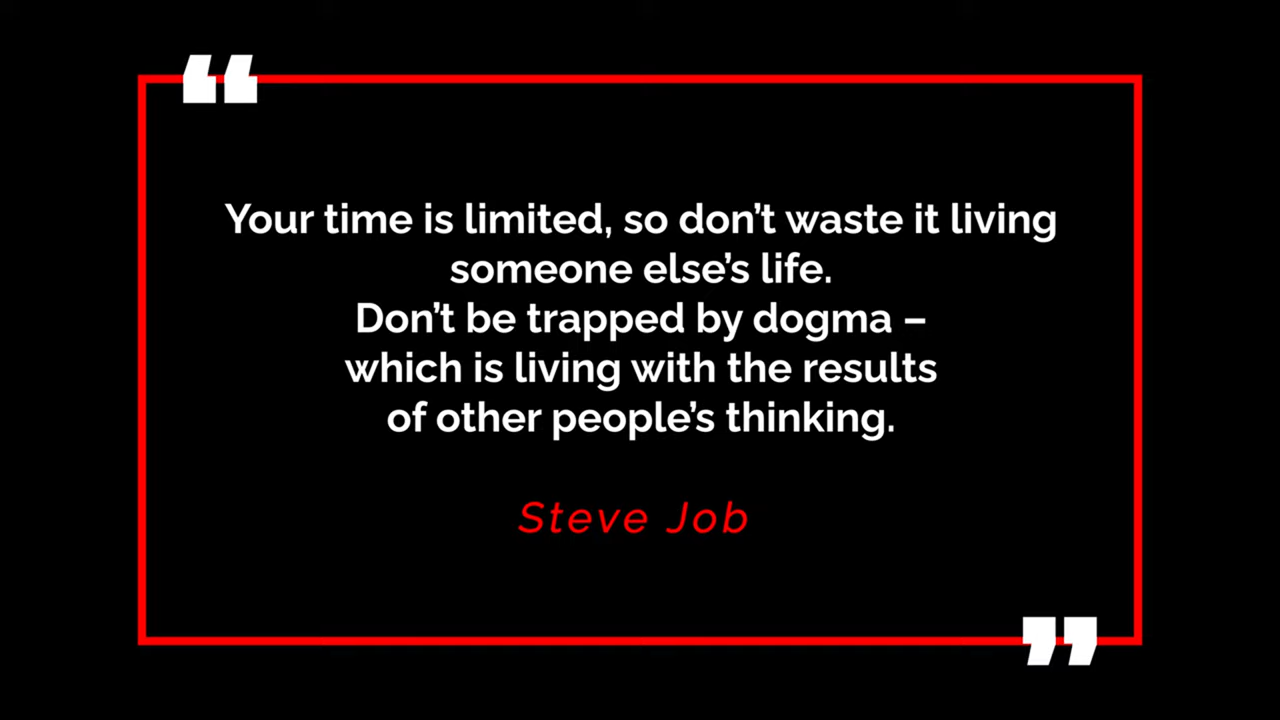 “
Your time is limited, so don’t waste it living
someone else’s life.
Don’t be trapped by dogma –
which is living with the results
of other people’s thinking.
Steve Job
”